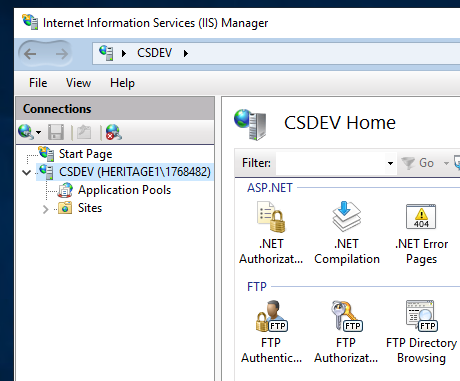 Internet Information Services (IIS) Manager
CSDEV
File View Help
Connections
Start Page
CSDEV (HERITAGE1\1768482)
Application Pools
Sites
CSDEV Home
Filter: Go
ASP.NET
.NET Authorizat...
.NET Compilation
404
.NET Error Pages
FTP
FTP
FTP Authentic...
FTP
FTP Authorizat...
FTP
FTP Directory Browsing